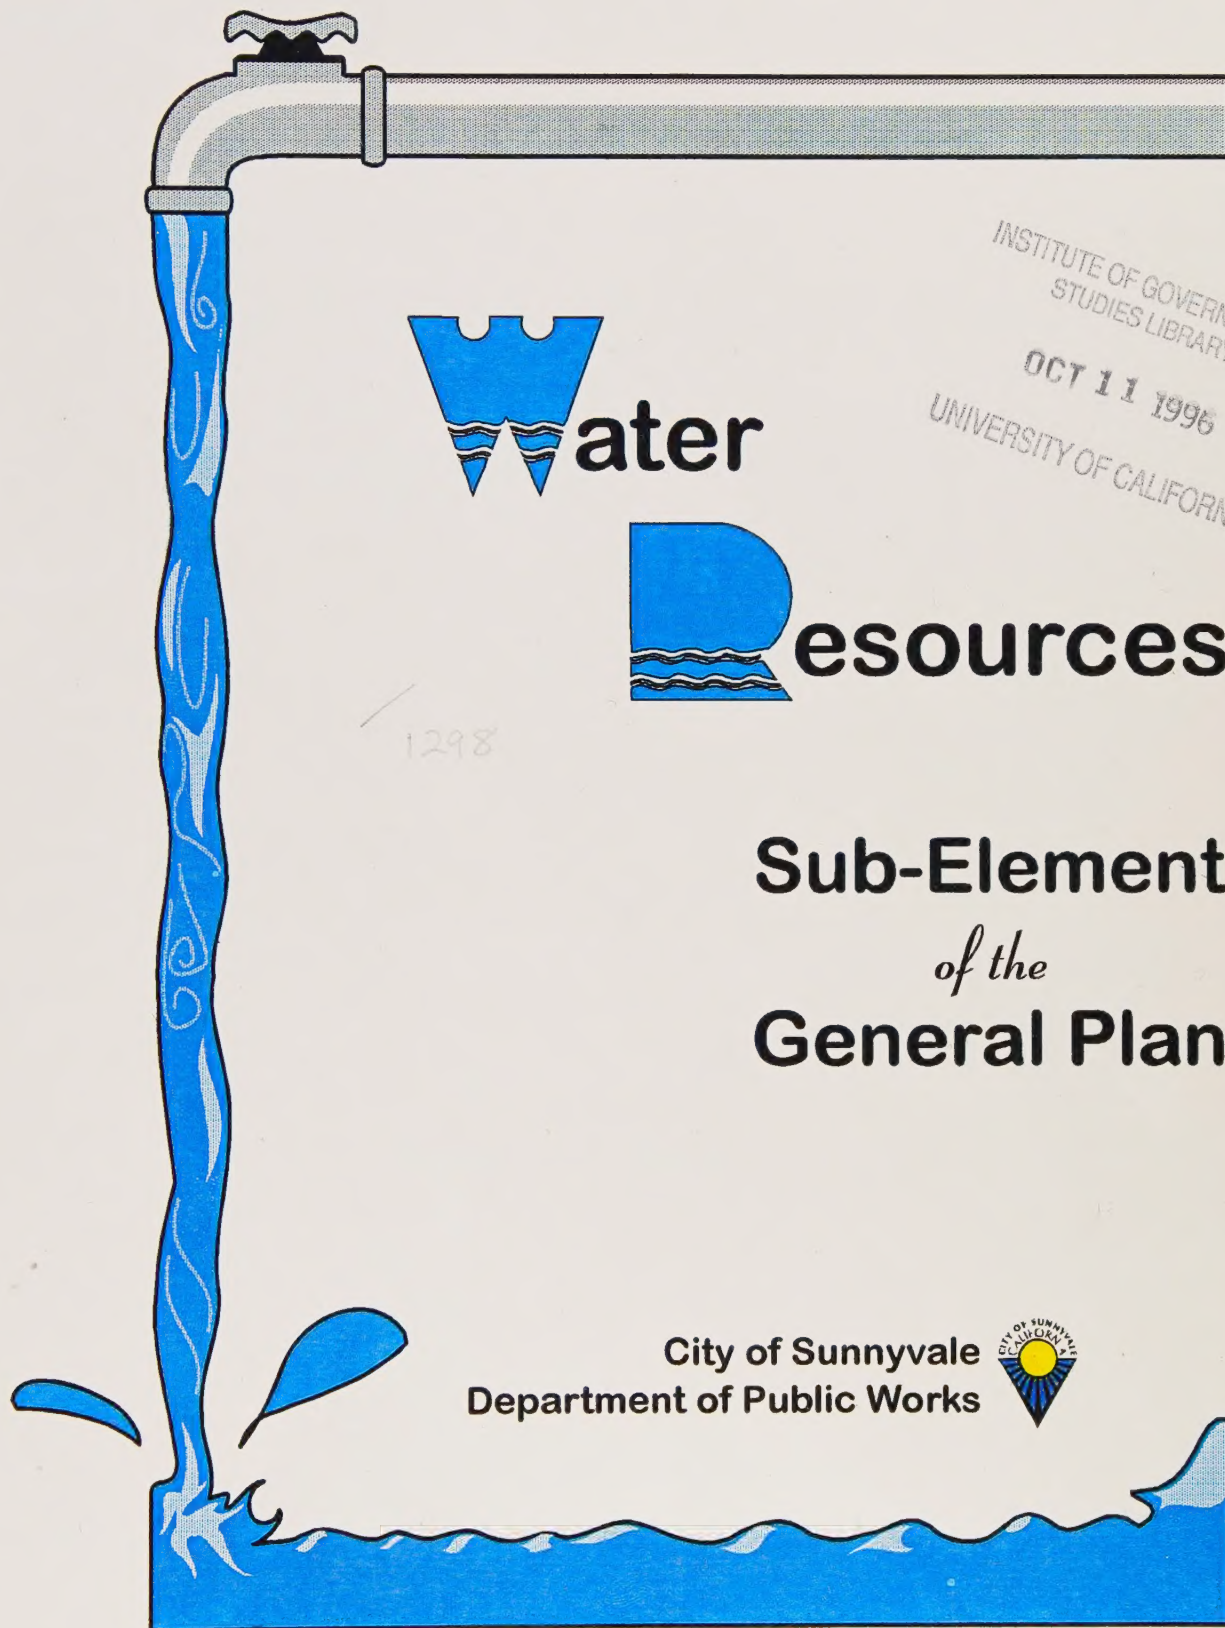 INSTITUTE OF GOVERN
STUDIES LIBRARY
OCT 11 1996
UNIVERSITY OF CALIFORN
Water
Resources
1298
Sub-Element
of the
General Plan
CITY OF SUNNYVALE
CALIFORNIA
City of Sunnyvale
Department of Public Works